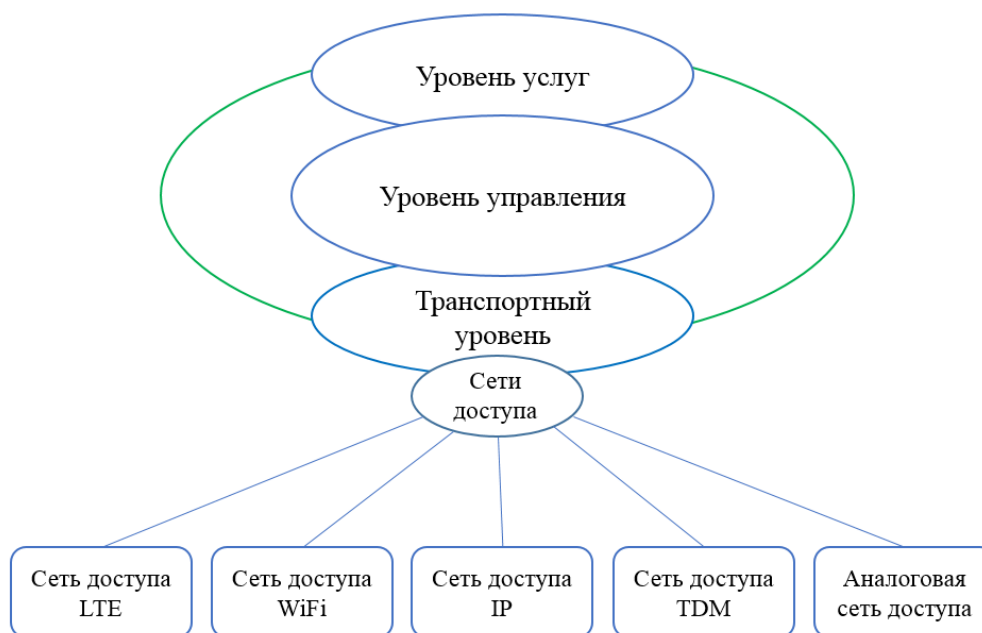 Уровень услуг
Уровень управления
Транспортный
уровень
Сети
доступа
Сеть доступа
LTE
Сеть доступа
WiFi
Сеть доступа
IP
Сеть доступа
TDM
Аналоговая
сеть доступа